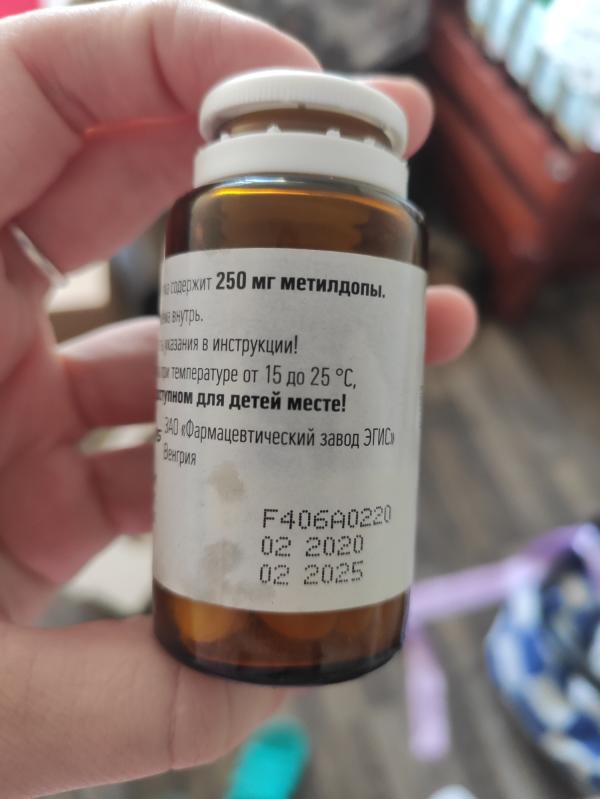 содержит 250 мг метилдопы.
внутрь.
указания в инструкции!
при температуре от 15 до 25 °C,
для детей месте!
ЗАО «Фармацевтический завод ЭГИС»
Венгрия
F406A0220
02 2020
02 2025